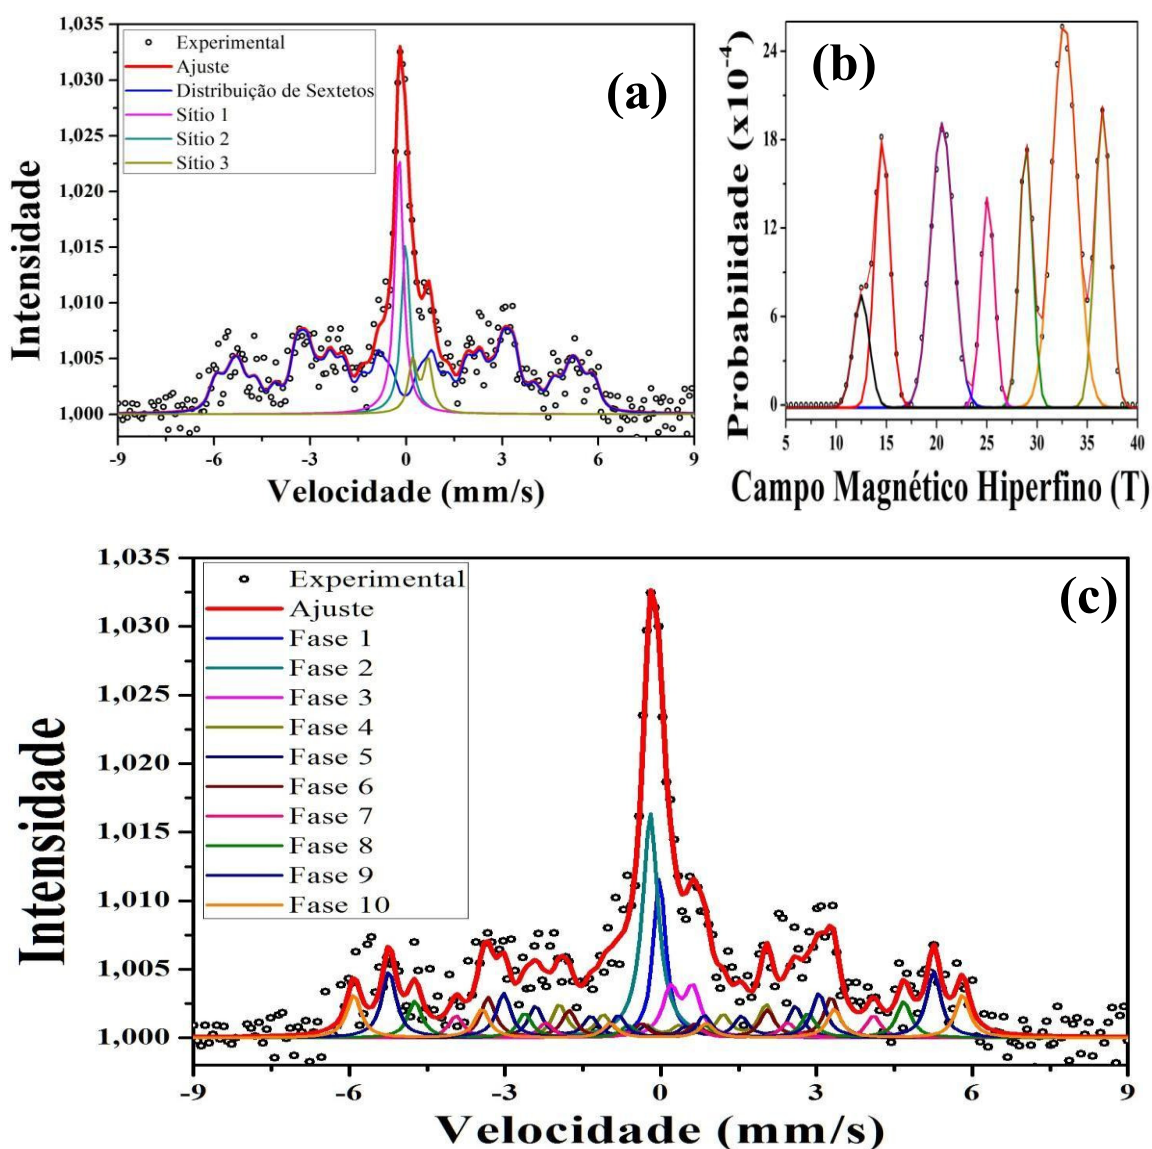 (a)
Intensidade
1,035
1,030
1,025
1,020
1,015
1,010
1,005
1,000
Experimental
Ajuste
Distribuição de Sextetos
Sítio 1
Sítio 2
Sítio 3
-9 -6 -3 0 3 6 9
Velocidade (mm/s)
(b)
Probabilidade (x10-4)
24
18
12
6
0
5 10 15 20 25 30 35 40
Campo Magnético Hiperfino (T)
(c)
Intensidade
1,035
1,030
1,025
1,020
1,015
1,010
1,005
1,000
Experimental
Ajuste
Fase 1
Fase 2
Fase 3
Fase 4
Fase 5
Fase 6
Fase 7
Fase 8
Fase 9
Fase 10
-9 -6 -3 0 3 6 9
Velocidade (mm/s)